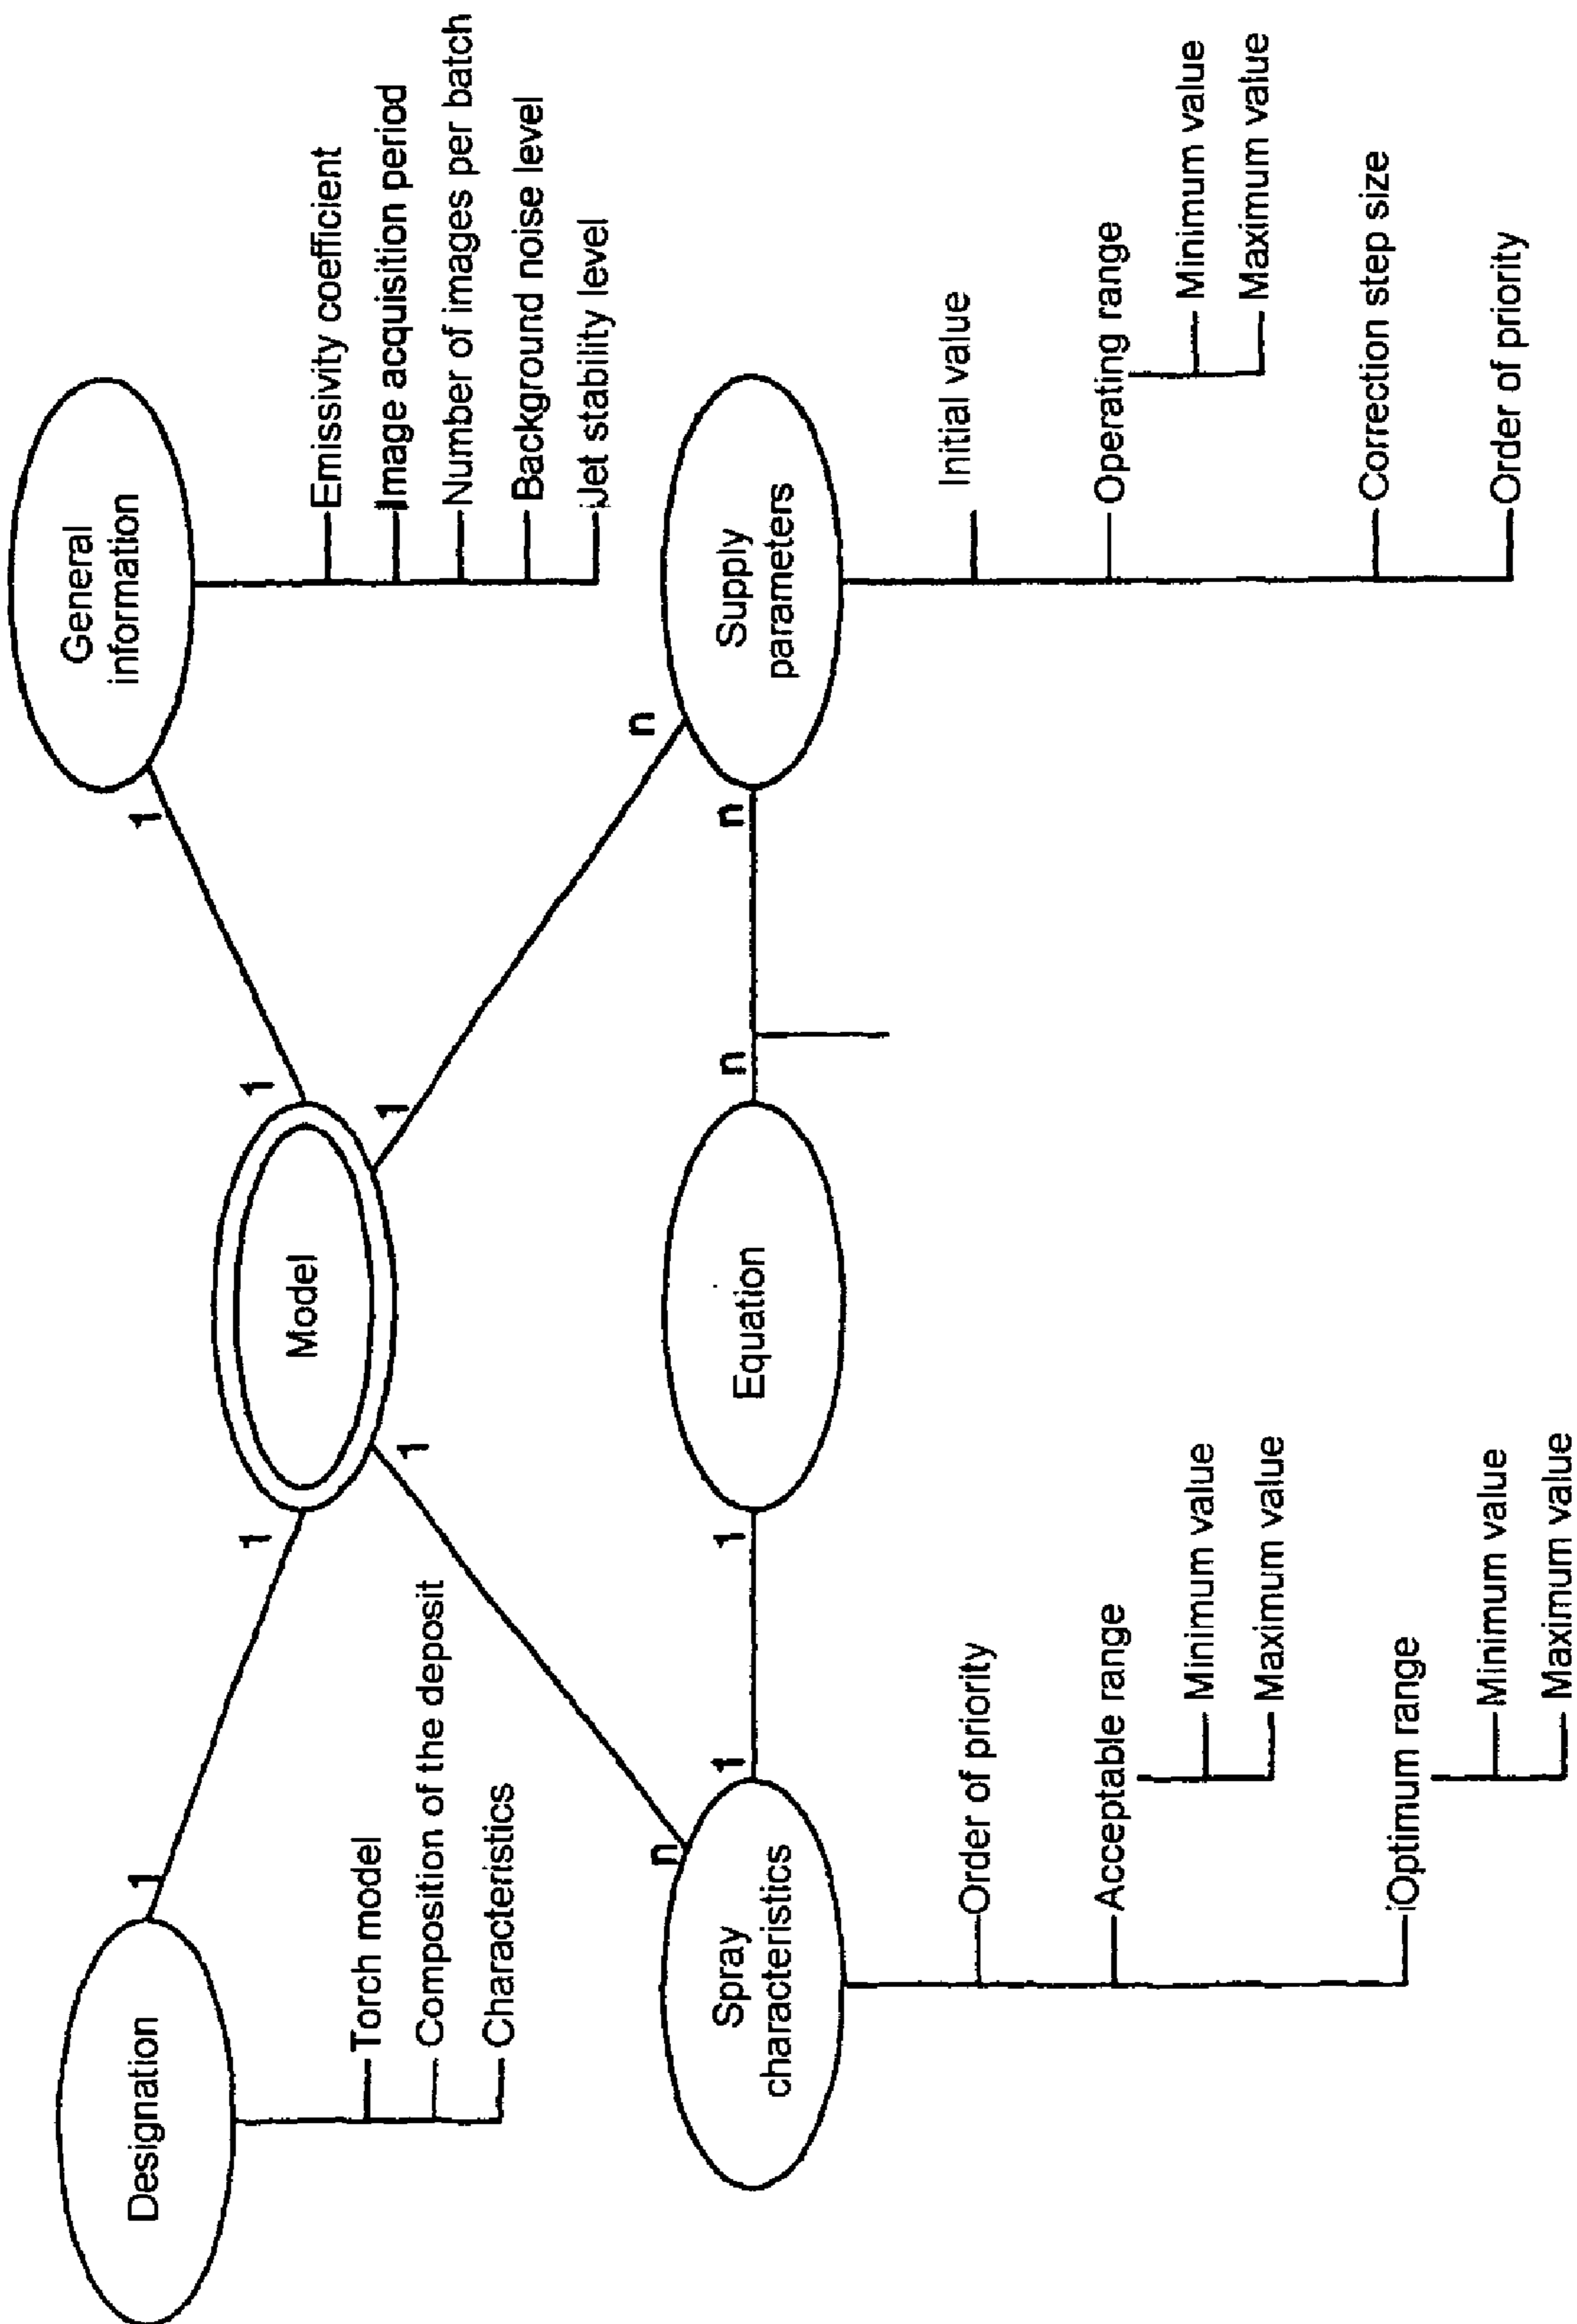 Designation
Torch model
Composition of the deposit
Characteristics
1
1
Model
1
1
General
information
Emissivity coefficient
Image acquisition period
Number of images per batch
Background noise level
Jet stability level
1
n
1
n
Spray
characteristics
Order of priority
Acceptable range
Minimum value
Maximum value
Optimum range
Minimum value
Maximum value
1
1
Equation
n
n
Supply
parameters
Initial value
Operating range
Minimum value
Maximum value
Correction step size
Order of priority